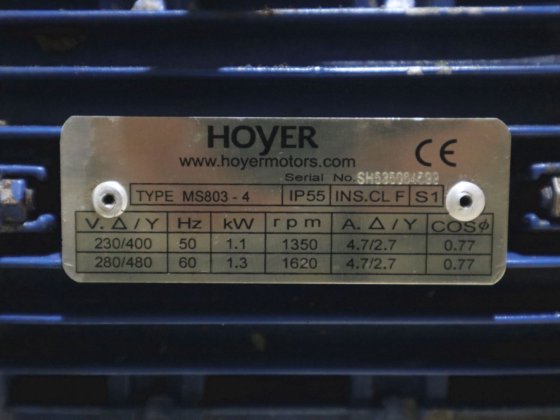 HOYER
CE
www.hoyermotors.com
Serial No.
TYPE MS803 - 4 IP55 INS.CL F S1
V. Δ / Y Hz kW rpm A. Δ / Y COSϕ
230/400 50 1.1 1350 4.7/2.7 0.77
280/480 60 1.3 1620 4.7/2.7 0.77